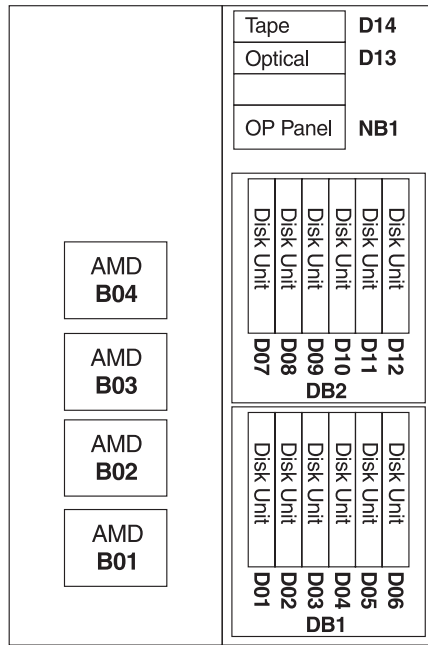 Tape D14
Optical D13
OP Panel NB1
AMD
B04
AMD
B03
AMD
B02
AMD
B01
Disk Unit
Disk Unit
Disk Unit
Disk Unit
Disk Unit
Disk Unit
D07 D08 D09 D10 D11 D12
DB2
Disk Unit
Disk Unit
Disk Unit
Disk Unit
Disk Unit
Disk Unit
D01 D02 D03 D04 D05 D06
DB1